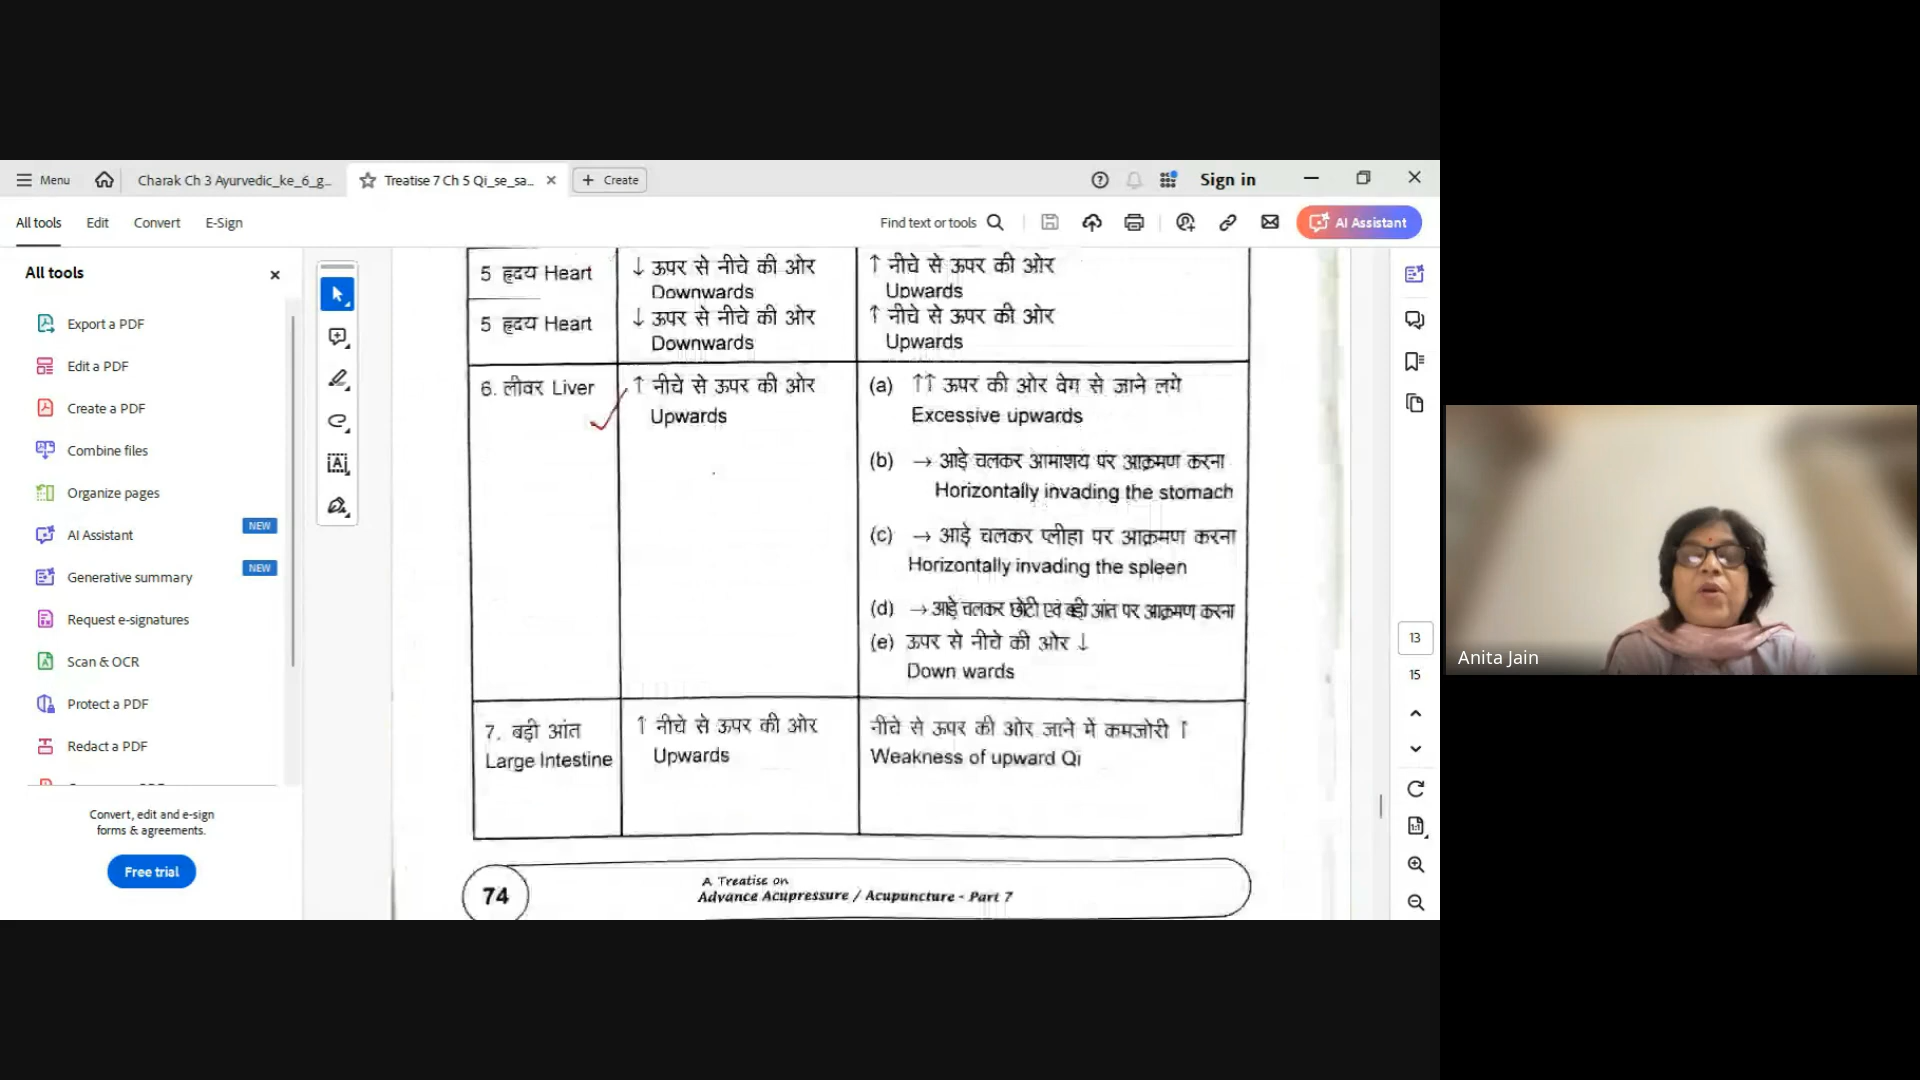 Menu
Charak Ch 3 Ayurvedic_ke_6_g...
Treatise 7 Ch 5 Qi_se_sa...
Create
Sign in
All tools
Edit
Convert
E-Sign
Find text or tools
AI Assistant
All tools
Export a PDF
Edit a PDF
Create a PDF
Combine files
Organize pages
AI Assistant
NEW
Generative summary
NEW
Request e-signatures
Scan & OCR
Protect a PDF
Redact a PDF
Convert, edit and e-sign
forms & agreements.
Free trial
5 हृदय Heart
↓ ऊपर से नीचे की ओर
Downwards
↑ नीचे से ऊपर की ओर
Upwards
5 हृदय Heart
↓ ऊपर से नीचे की ओर
Downwards
↑ नीचे से ऊपर की ओर
Upwards
6. लीवर Liver
↑ नीचे से ऊपर की ओर
Upwards
(a) ↑↑ ऊपर की ओर वेग से जाने लगे
Excessive upwards
(b) → आड़े चलकर आमाशय पर आक्रमण करना
Horizontally invading the stomach
(c) → आड़े चलकर प्लीहा पर आक्रमण करना
Horizontally invading the spleen
(d) → आड़े चलकर छोटी एवं बड़ी आंत पर आक्रमण करना
(e) ऊपर से नीचे की ओर ↓
Down wards
7. बड़ी आंत
Large Intestine
↑ नीचे से ऊपर की ओर
Upwards
नीचे से ऊपर की ओर जाने में कमजोरी ↑
Weakness of upward Qi
74
A Treatise on
Advance Acupressure / Acupuncture - Part 7
13
15
Anita Jain